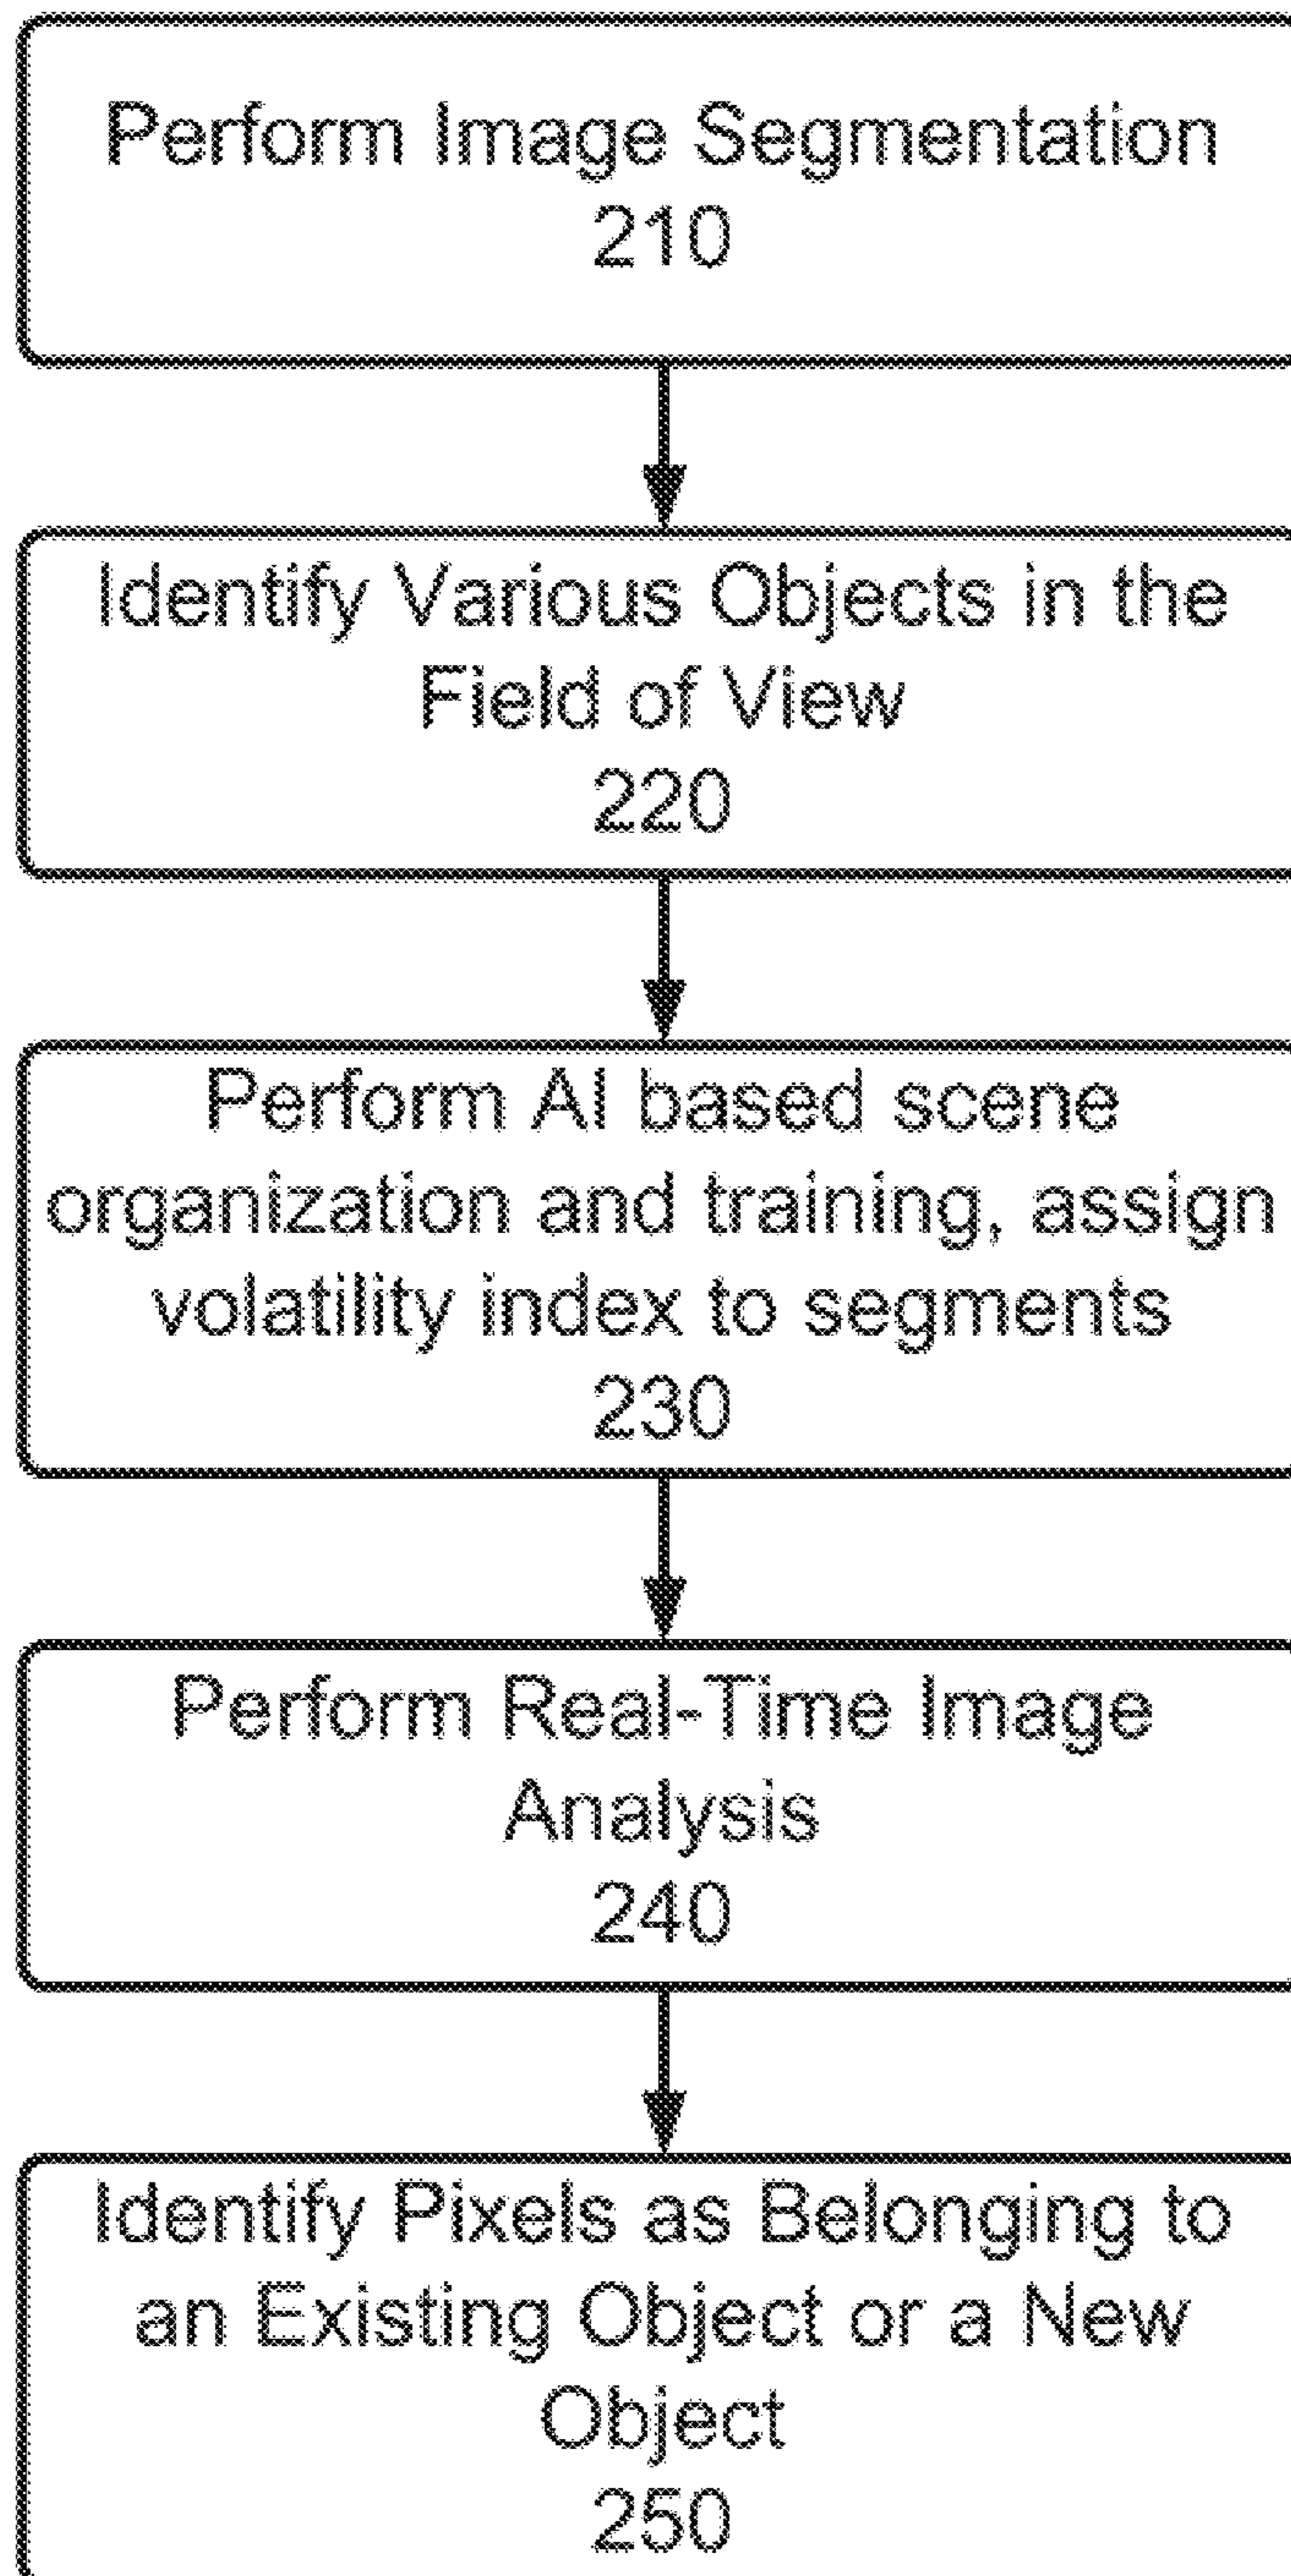 Perform Image Segmentation
210
Identify Various Objects in the
Field of View
220
Perform AI based scene
organization and training, assign
volatility index to segments
230
Perform Real-Time Image
Analysis
240
Identify Pixels as Belonging to
an Existing Object or a New
Object
250